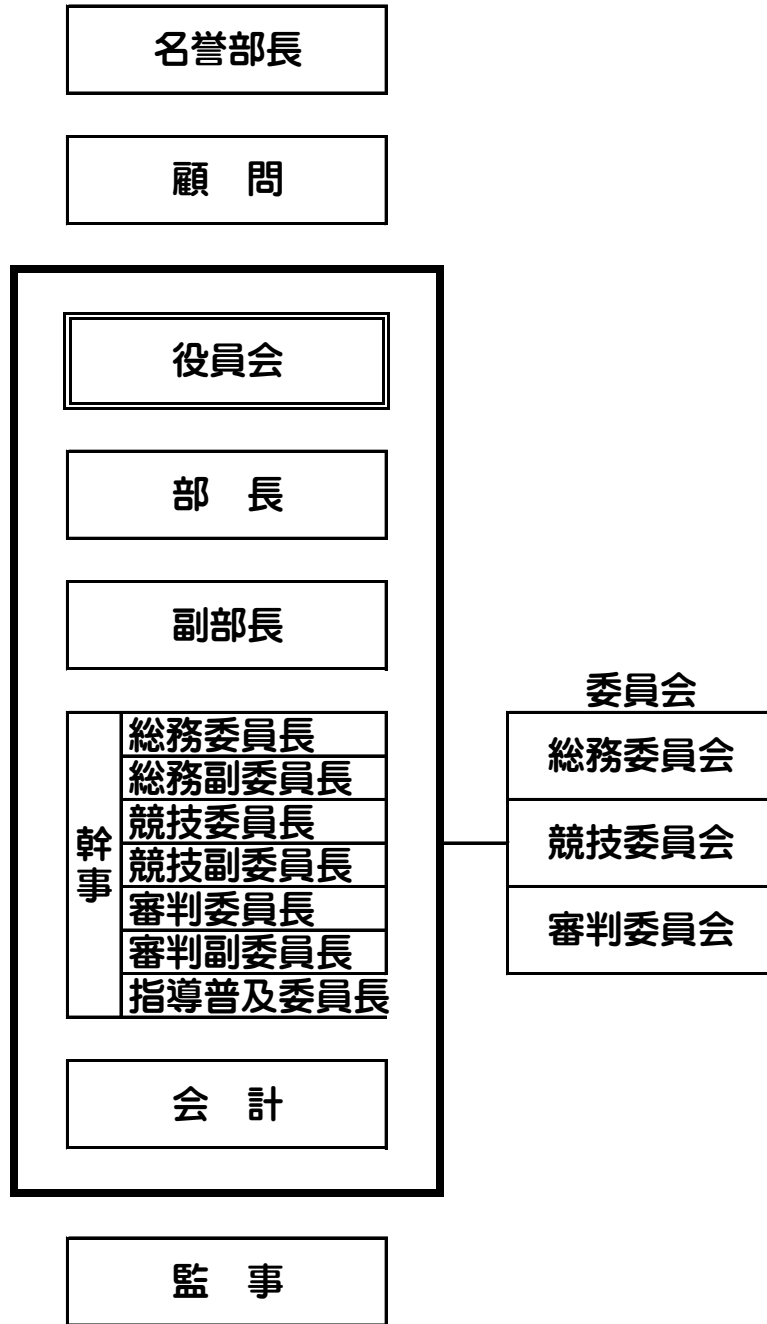 名誉部長
顧　問
役員会
部　長
副部長
幹事
総務委員長
総務副委員長
競技委員長
競技副委員長
審判委員長
審判副委員長
指導普及委員長
会　計
監　事
委員会
総務委員会
競技委員会
審判委員会